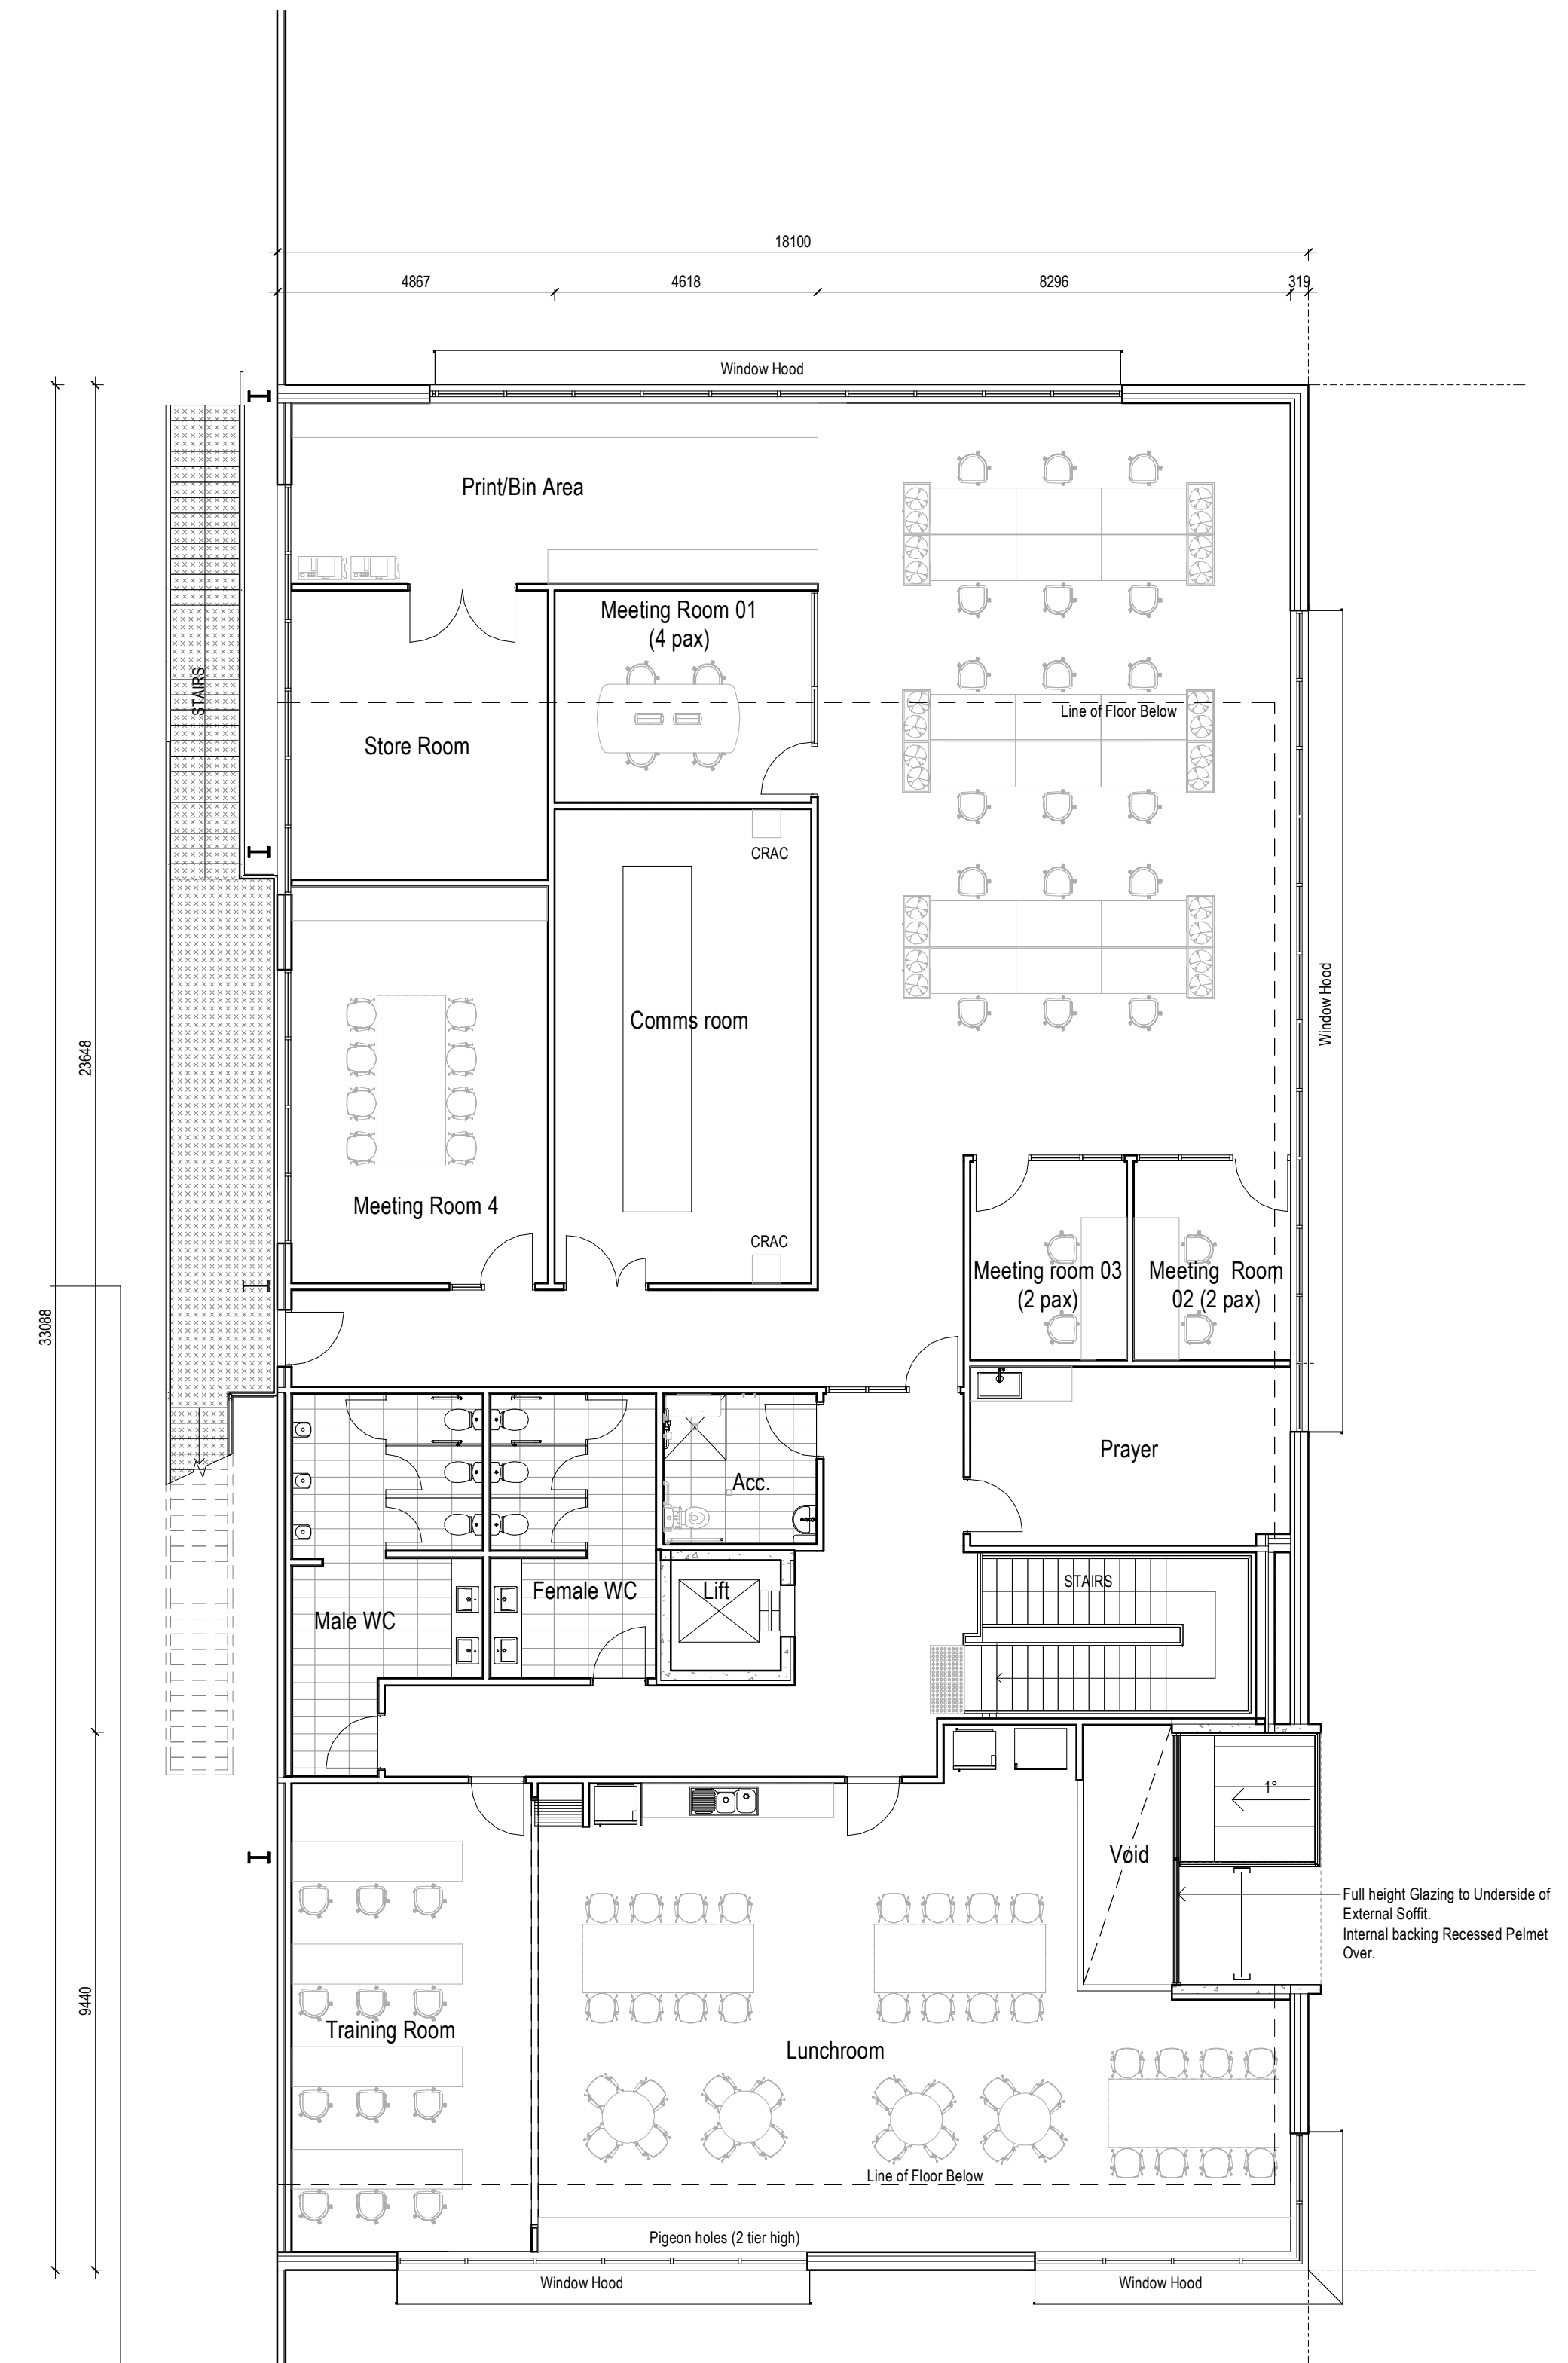 18100
4867
4618
8296
319
Window Hood
Print/Bin Area
Meeting Room 01
(4 pax)
STAIRS
Line of Floor Below
Store Room
CRAC
Window Hood
Comms room
23648
Meeting Room 4
CRAC
Meeting room 03
(2 pax)
Meeting Room
02 (2 pax)
33088
Prayer
Acc.
STAIRS
Lift
Female WC
Male WC
1°
Void
Full height Glazing to Underside of
External Soffit.
Internal backing Recessed Pelmet
Over.
9440
Training Room
Lunchroom
Line of Floor Below
Pigeon holes (2 tier high)
Window Hood
Window Hood